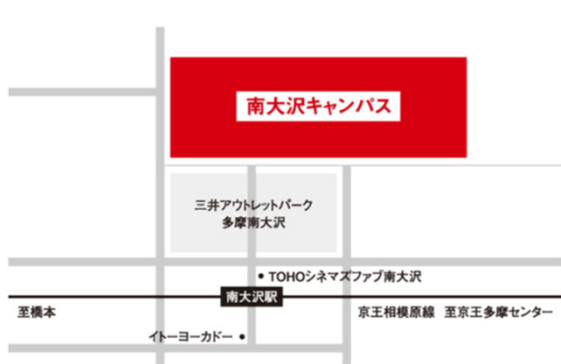 南大沢キャンパス
三井アウトレットパーク
多摩南大沢
TOHOシネマズファブ南大沢
南大沢駅
至橋本
京王相模原線 至京王多摩センター
イトーヨーカドー